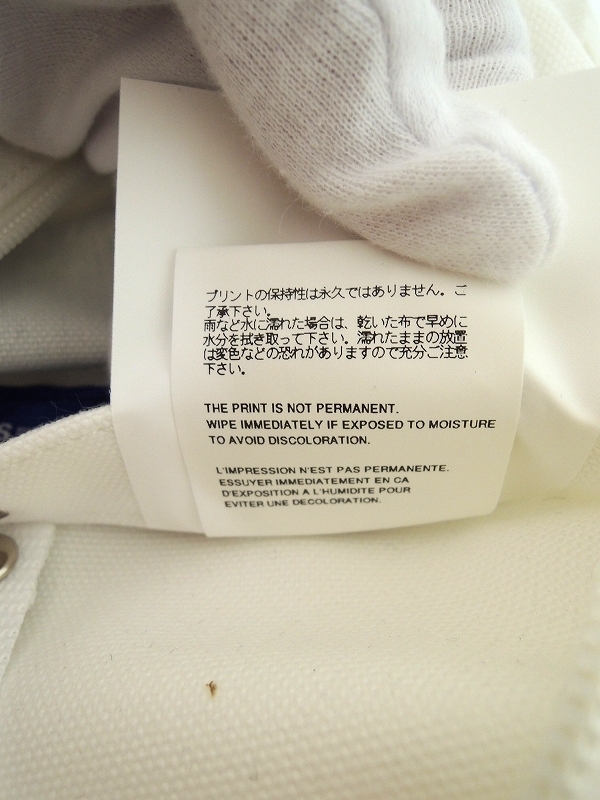 プリントの保持性は永久ではありません。ご
了承下さい。
雨など水に濡れた場合は、乾いた布で早めに
水分を拭き取って下さい。濡れたままの放置
は変色などの恐れがありますので充分ご注意
下さい。
THE PRINT IS NOT PERMANENT.
WIPE IMMEDIATELY IF EXPOSED TO MOISTURE
TO AVOID DISCOLORATION.
L'IMPRESSION N'EST PAS PERMANENTE.
ESSUYER IMMEDIATEMENT EN CA
D'EXPOSITION A L'HUMIDITE POUR
EVITER UNE DECOLORATION.